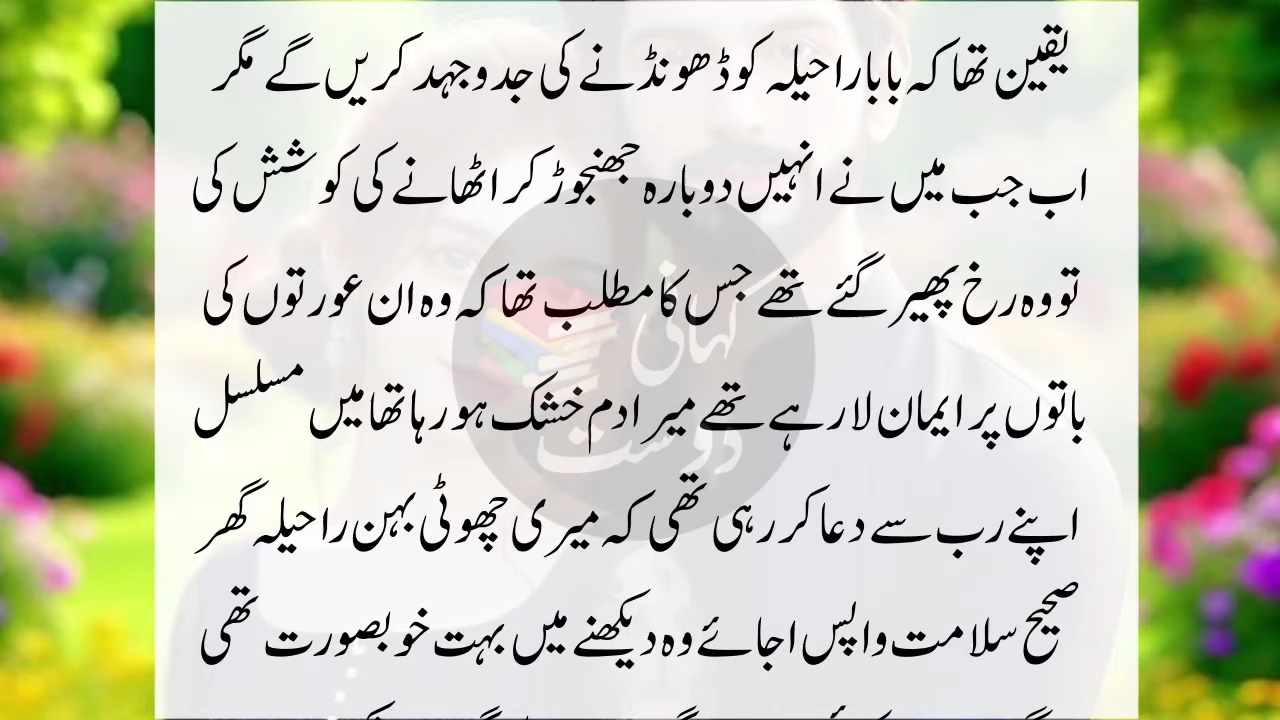 یقین تھا کہ بابا راحیلہ کو ڈھونڈنے کی جدوجہد کریں گے مگر
اب جب میں نے انہیں دوبارہ جھنجوڑ کر اٹھانے کی کوشش کی
تو وہ رخ پھیر گئے تھے جس کا مطلب تھا کہ وہ ان عورتوں کی
باتوں پر ایمان لا رہے تھے میرا دم خشک ہو رہا تھا میں مسلسل
اپنے رب سے دعا کر رہی تھی کہ میری چھوٹی بہن راحیلہ گھر
صحیح سلامت واپس اجائے وہ دیکھنے میں بہت خوبصورت تھی
کہانی
دوست